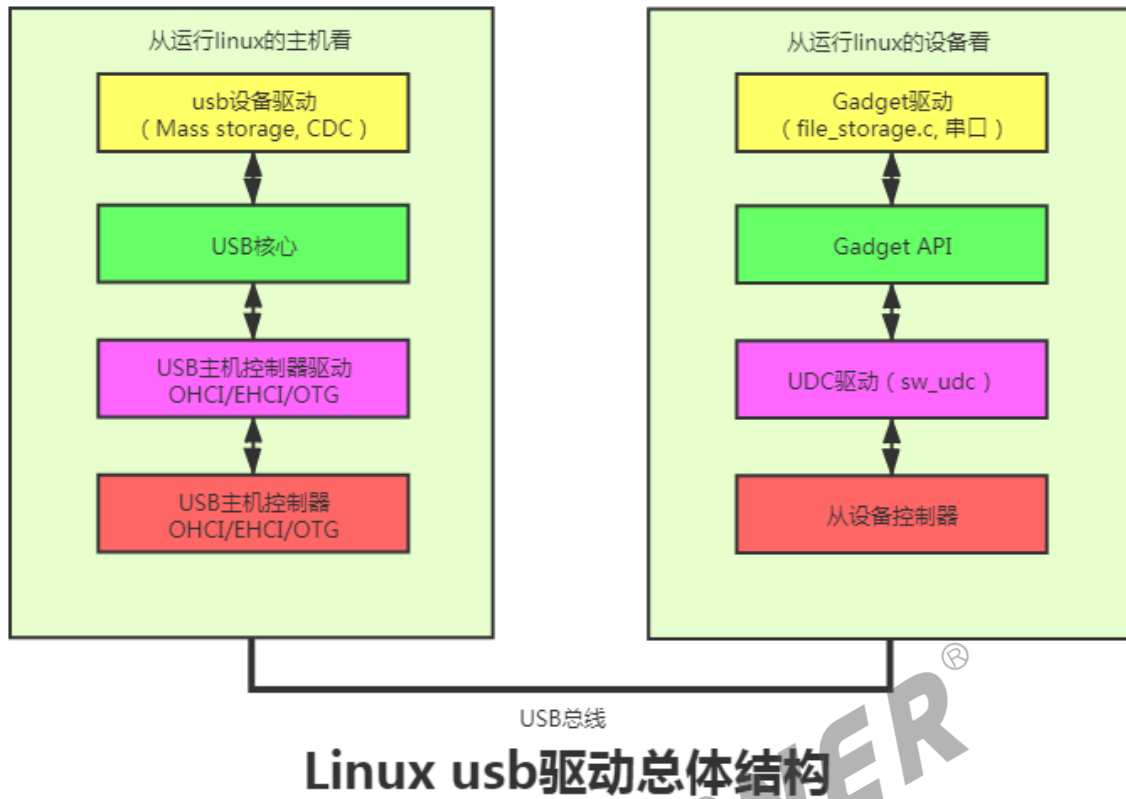 从运行linux的主机看
usb设备驱动
（Mass storage, CDC）
USB核心
USB主机控制器驱动
OHCI/EHCI/OTG
USB主机控制器
OHCI/EHCI/OTG
从运行linux的设备看
Gadget驱动
（file_storage.c, 串口）
Gadget API
UDC驱动（sw_udc）
从设备控制器
USB总线
Linux usb驱动总体结构
NER®